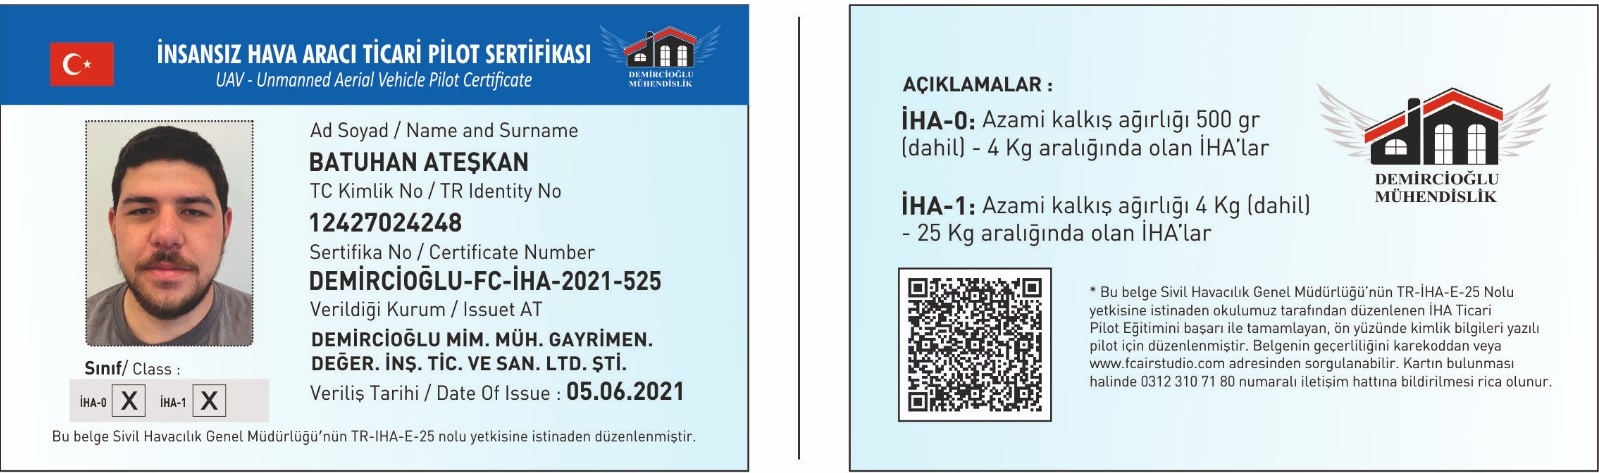 İNSANSIZ HAVA ARACI TİCARİ PİLOT SERTİFİKASI
UAV - Unmanned Aerial Vehicle Pilot Certificate
DEMİRCİOĞLU
MÜHENDİSLİK
Ad Soyad / Name and Surname
BATUHAN ATEŞKAN
TC Kimlik No / TR Identity No
12427024248
Sertifika No / Certificate Number
DEMİRCİOĞLU-FC-İHA-2021-525
Verildiği Kurum / Issuet AT
DEMİRCİOĞLU MİM. MÜH. GAYRİMEN.
DEĞER. İNŞ. TİC. VE SAN. LTD. ŞTİ.
Veriliş Tarihi / Date Of Issue : 05.06.2021
Sınıf/ Class :
İHA-0 X İHA-1 X
Bu belge Sivil Havacılık Genel Müdürlüğü'nün TR-IHA-E-25 nolu yetkisine istinaden düzenlenmiştir.
AÇIKLAMALAR :
İHA-0: Azami kalkış ağırlığı 500 gr
(dahil) - 4 Kg aralığında olan İHA'lar
İHA-1: Azami kalkış ağırlığı 4 Kg (dahil)
- 25 Kg aralığında olan İHA'lar
DEMİRCİOĞLU
MÜHENDİSLİK
* Bu belge Sivil Havacılık Genel Müdürlüğü'nün TR-İHA-E-25 Nolu
yetkisine istinaden okulumuz tarafından düzenlenen İHA Ticari
Pilot Eğitimini başarı ile tamamlayan, ön yüzünde kimlik bilgileri yazılı
pilot için düzenlenmiştir. Belgenin geçerliliğini karekoddan veya
www.fcairstudio.com adresinden sorgulanabilir. Kartın bulunması
halinde 0312 310 71 80 numaralı iletişim hattına bildirilmesi rica olunur.